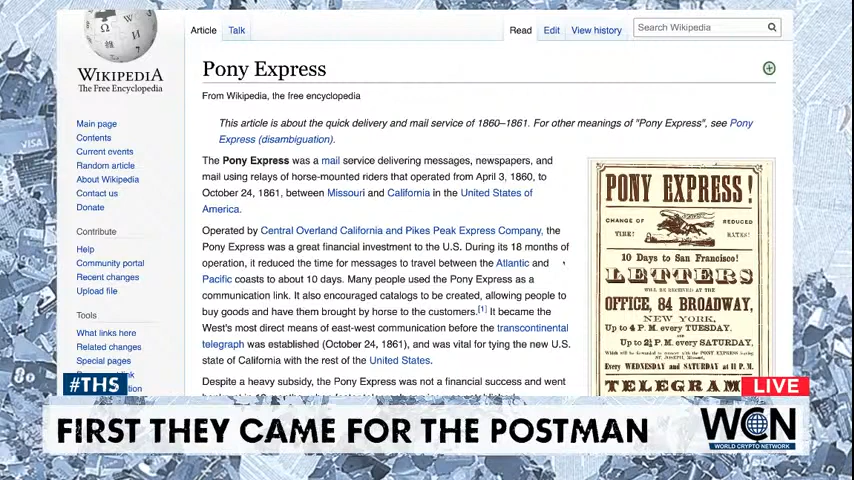 WIKIPEDIA
The Free Encyclopedia
Main page
Contents
Current events
Random article
About Wikipedia
Contact us
Donate
Contribute
Help
Community portal
Recent changes
Upload file
Tools
What links here
Related changes
Special pages
Article Talk
Read Edit View history
Search Wikipedia
Pony Express
From Wikipedia, the free encyclopedia
This article is about the quick delivery and mail service of 1860–1861. For other meanings of "Pony Express", see Pony
Express (disambiguation).
The Pony Express was a mail service delivering messages, newspapers, and
mail using relays of horse-mounted riders that operated from April 3, 1860, to
October 24, 1861, between Missouri and California in the United States of
America.
Operated by Central Overland California and Pikes Peak Express Company, the
Pony Express was a great financial investment to the U.S. During its 18 months of
operation, it reduced the time for messages to travel between the Atlantic and
Pacific coasts to about 10 days. Many people used the Pony Express as a
communication link. It also encouraged catalogs to be created, allowing people to
buy goods and have them brought by horse to the customers.[1] It became the
West's most direct means of east-west communication before the transcontinental
telegraph was established (October 24, 1861), and was vital for tying the new U.S.
state of California with the rest of the United States.
Despite a heavy subsidy, the Pony Express was not a financial success and went
PONY EXPRESS!
CHANGE OF REDUCED
TIME! RATES!
10 Days to San Francisco!
LETTERS
WILL BE RECEIVED AT THE
OFFICE, 84 BROADWAY,
NEW YORK,
Up to 4 P. M. every TUESDAY,
AND
Up to 2½ P. M. every SATURDAY,
Every WEDNESDAY and SATURDAY at 11 P. M.
TELEGRAM
#THS
LIVE
FIRST THEY CAME FOR THE POSTMAN
WCN
WORLD CRYPTO NETWORK